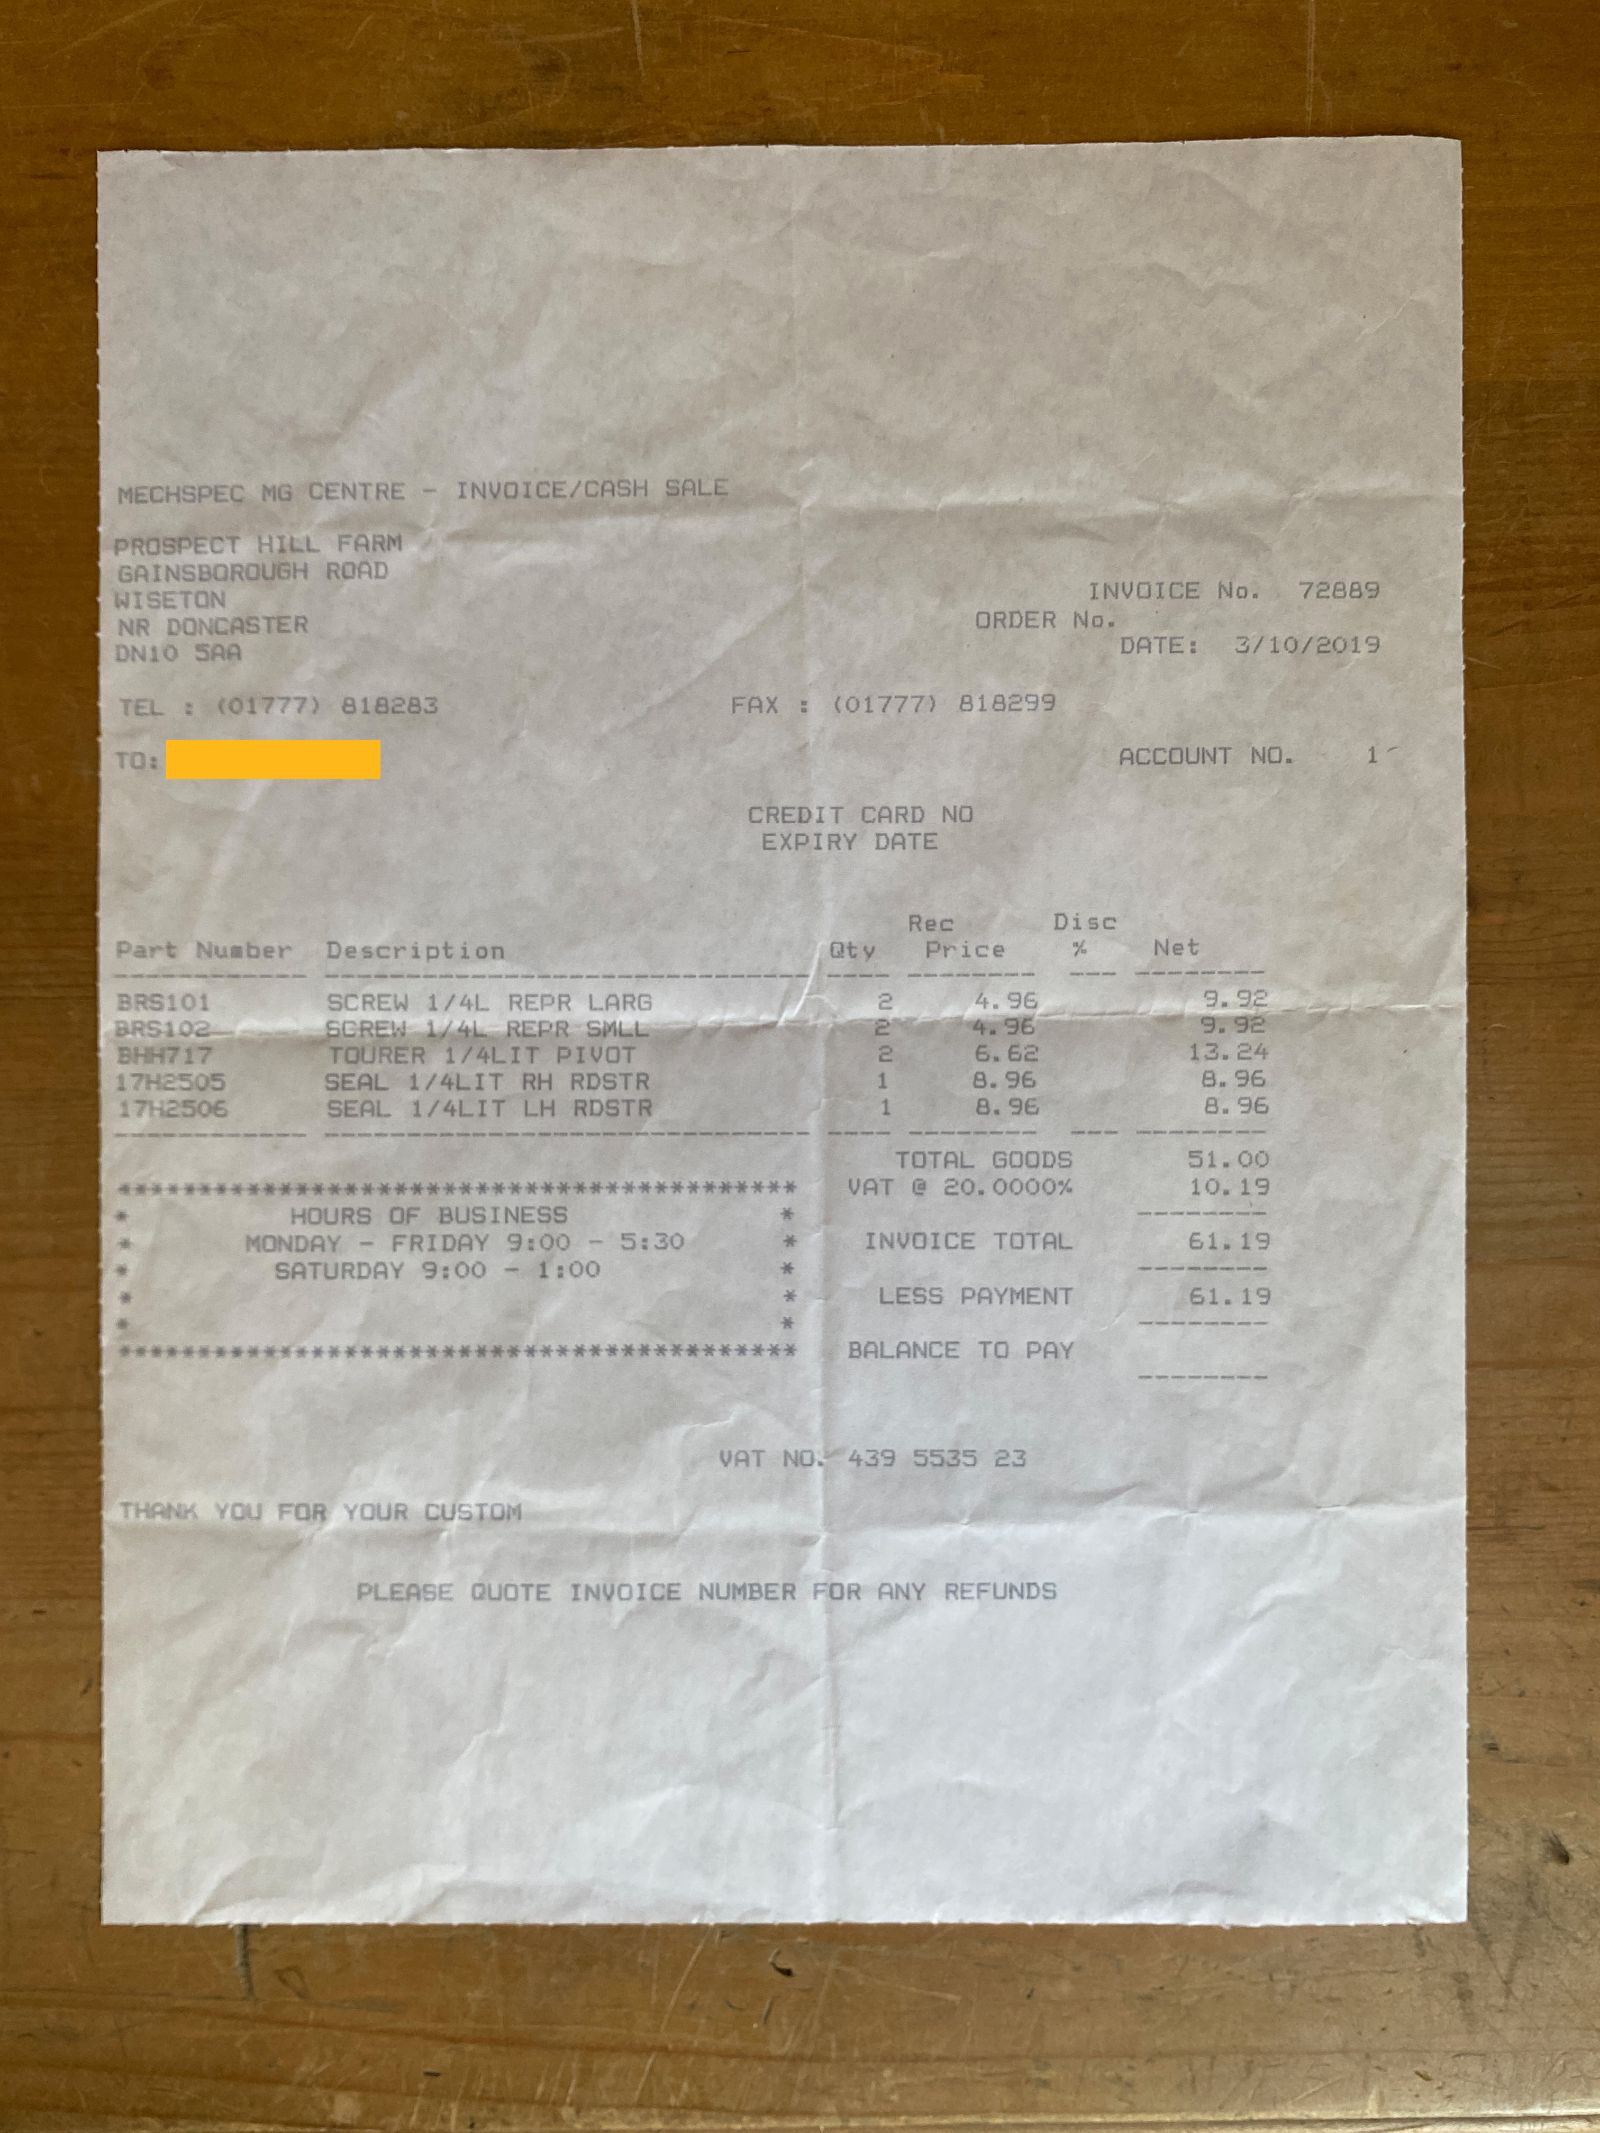 MECHSPEC MG CENTRE - INVOICE/CASH SALE
PROSPECT HILL FARM
GAINSBOROUGH ROAD
WISETON
NR DONCASTER
DN10 5AA
INVOICE No. 72889
ORDER No.
DATE: 3/10/2019
TEL : (01777) 818283 FAX : (01777) 818299
TO: ACCOUNT NO. 1
CREDIT CARD NO
EXPIRY DATE
Rec Disc
Part Number Description Qty Price % Net
BRS101 SCREW 1/4L REPR LARG 2 4.96 9.92
BRS102 SCREW 1/4L REPR SMLL 2 4.96 9.92
BHH717 TOURER 1/4LIT PIVOT 2 6.62 13.24
17H2505 SEAL 1/4LIT RH RDSTR 1 8.96 8.96
17H2506 SEAL 1/4LIT LH RDSTR 1 8.96 8.96
TOTAL GOODS 51.00
******************************************* VAT @ 20.0000% 10.19
* HOURS OF BUSINESS *
* MONDAY - FRIDAY 9:00 - 5:30 * INVOICE TOTAL 61.19
* SATURDAY 9:00 - 1:00 *
* * LESS PAYMENT 61.19
* *
******************************************* BALANCE TO PAY
VAT NO. 439 5535 23
THANK YOU FOR YOUR CUSTOM
PLEASE QUOTE INVOICE NUMBER FOR ANY REFUNDS